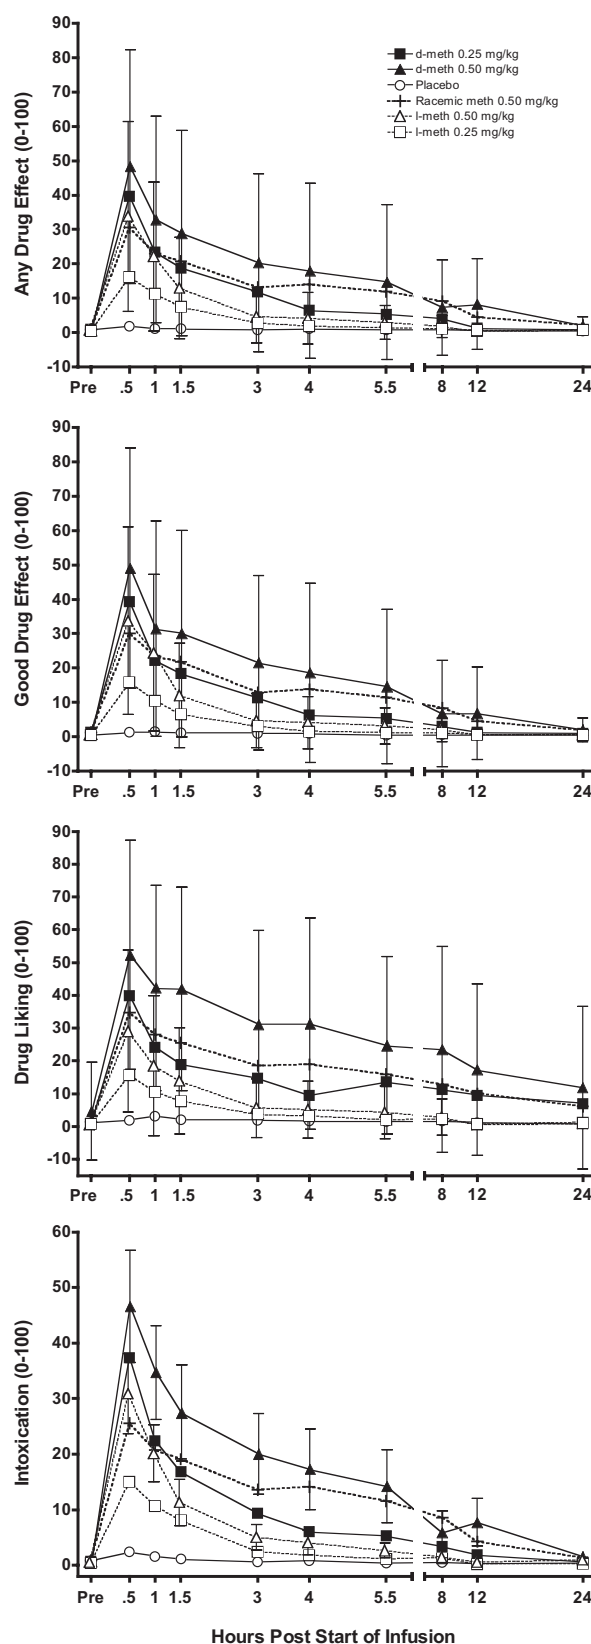 90
80
70
60
50
40
30
20
10
0
-10
Any Drug Effect (0-100)
d-meth 0.25 mg/kg
d-meth 0.50 mg/kg
Placebo
Racemic meth 0.50 mg/kg
l-meth 0.50 mg/kg
l-meth 0.25 mg/kg
Pre .5 1 1.5 3 4 5.5 8 12 24
90
80
70
60
50
40
30
20
10
0
-10
Good Drug Effect (0-100)
Pre .5 1 1.5 3 4 5.5 8 12 24
90
80
70
60
50
40
30
20
10
0
-10
Drug Liking (0-100)
Pre .5 1 1.5 3 4 5.5 8 12 24
60
50
40
30
20
10
0
Intoxication (0-100)
Pre .5 1 1.5 3 4 5.5 8 12 24
Hours Post Start of Infusion